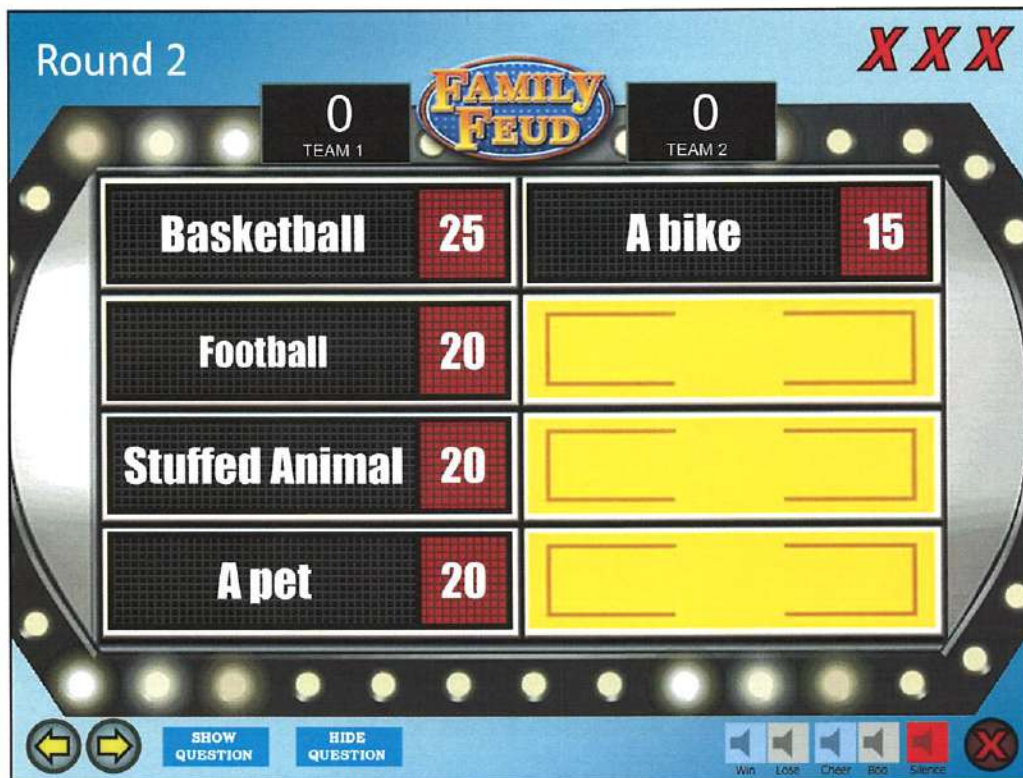 Round 2
X X X
0
TEAM 1
FAMILY
FEUD
0
TEAM 2
Basketball 25
A bike 15
Football 20
Stuffed Animal 20
A pet 20
SHOW
QUESTION
HIDE
QUESTION
Win Lose Cheer Boo Silence
X